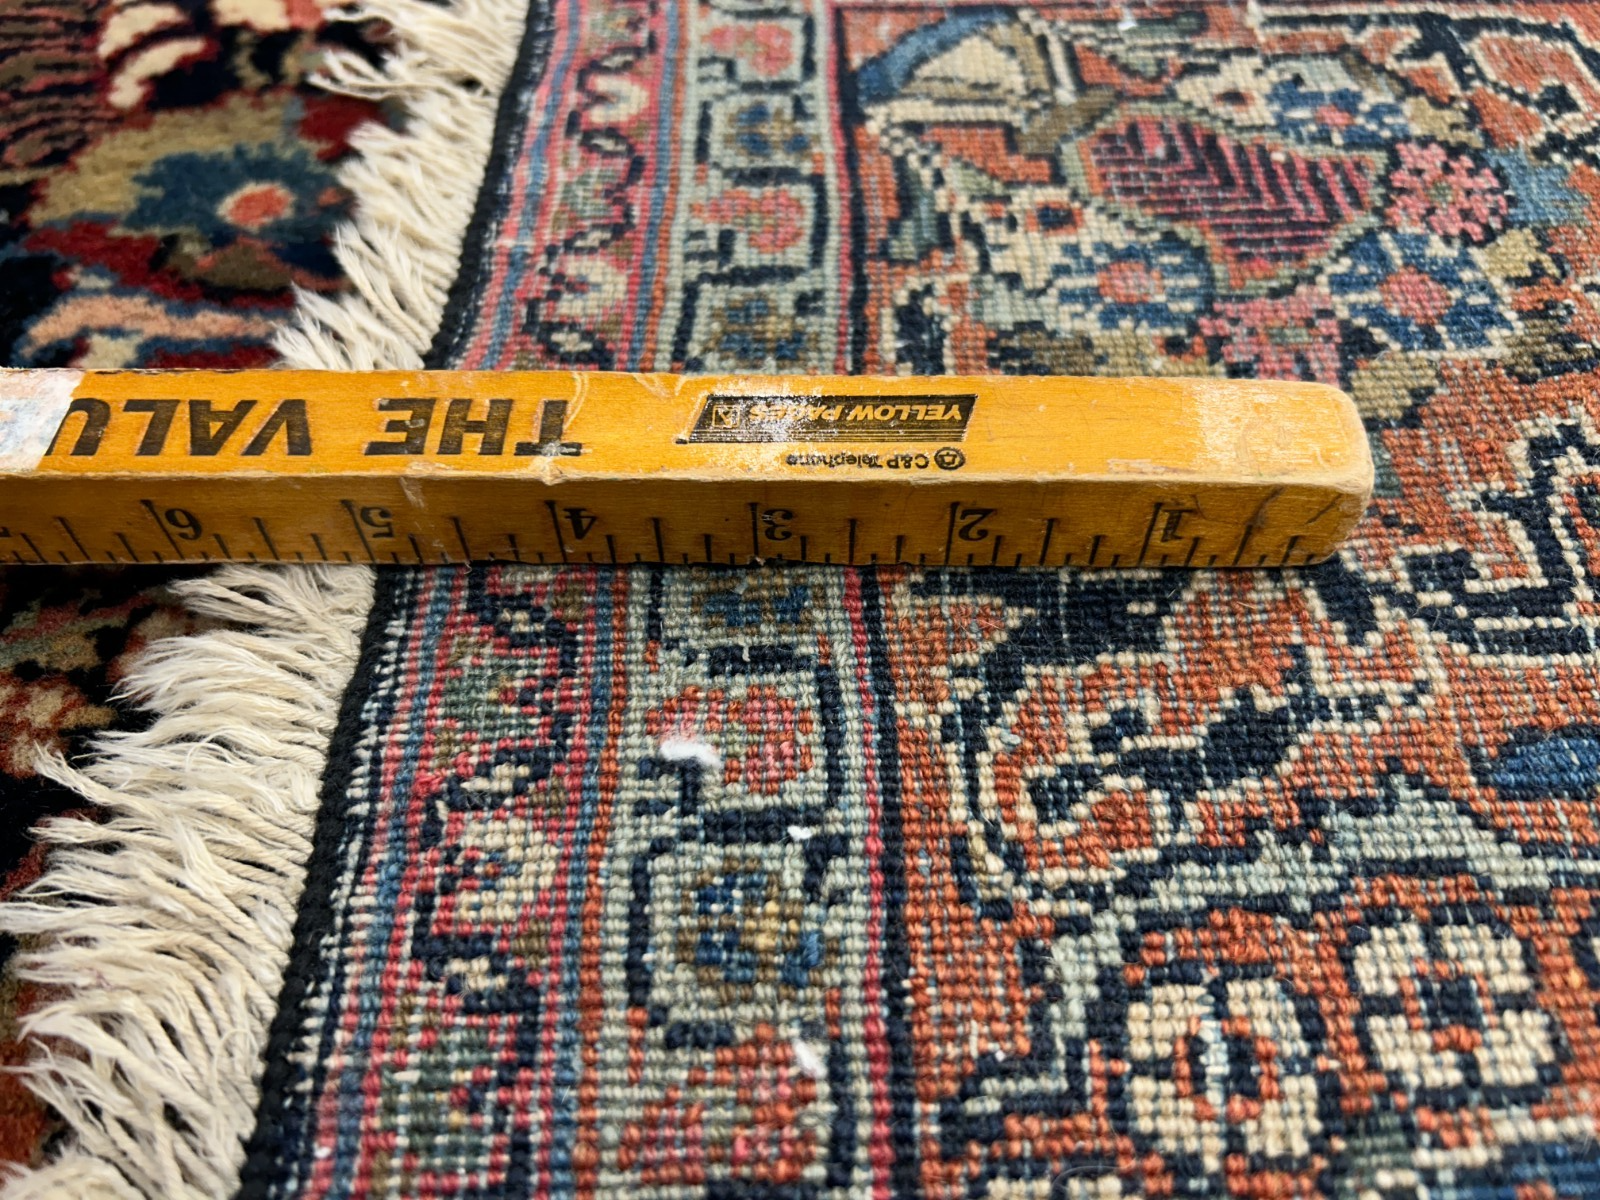 C&P Telephone
YELLOW PAGES
THE VALU
1 2 3 4 5 6